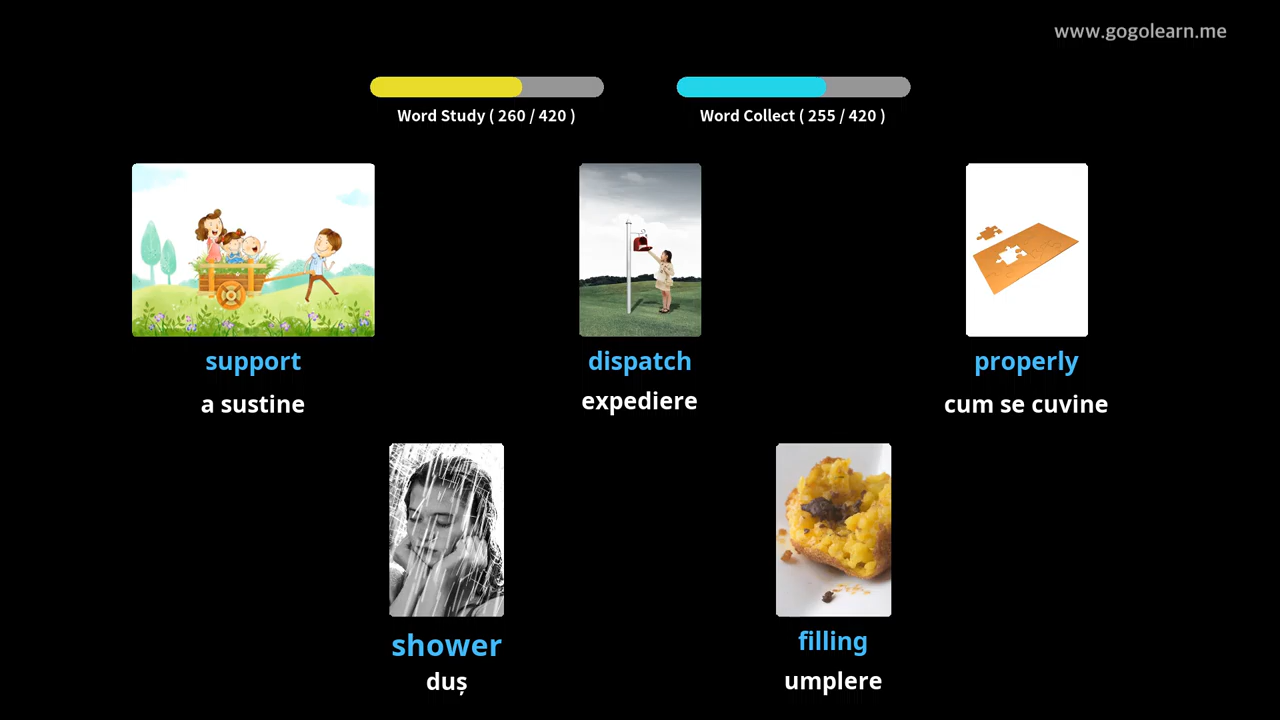 www.gogolearn.me
Word Study ( 260 / 420 )
Word Collect ( 255 / 420 )
support
a sustine
dispatch
expediere
properly
cum se cuvine
shower
duș
filling
umplere